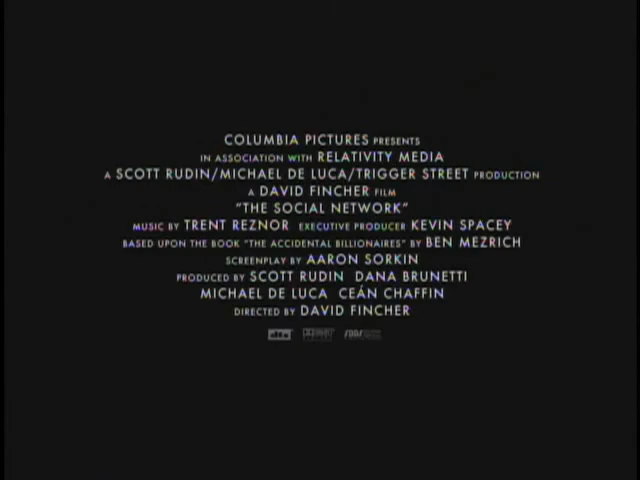 COLUMBIA PICTURES PRESENTS
IN ASSOCIATION WITH RELATIVITY MEDIA
A SCOTT RUDIN/MICHAEL DE LUCA/TRIGGER STREET PRODUCTION
A DAVID FINCHER FILM
"THE SOCIAL NETWORK"
MUSIC BY TRENT REZNOR EXECUTIVE PRODUCER KEVIN SPACEY
BASED UPON THE BOOK "THE ACCIDENTAL BILLIONAIRES" BY BEN MEZRICH
SCREENPLAY BY AARON SORKIN
PRODUCED BY SCOTT RUDIN DANA BRUNETTI
MICHAEL DE LUCA CEÁN CHAFFIN
DIRECTED BY DAVID FINCHER
dts